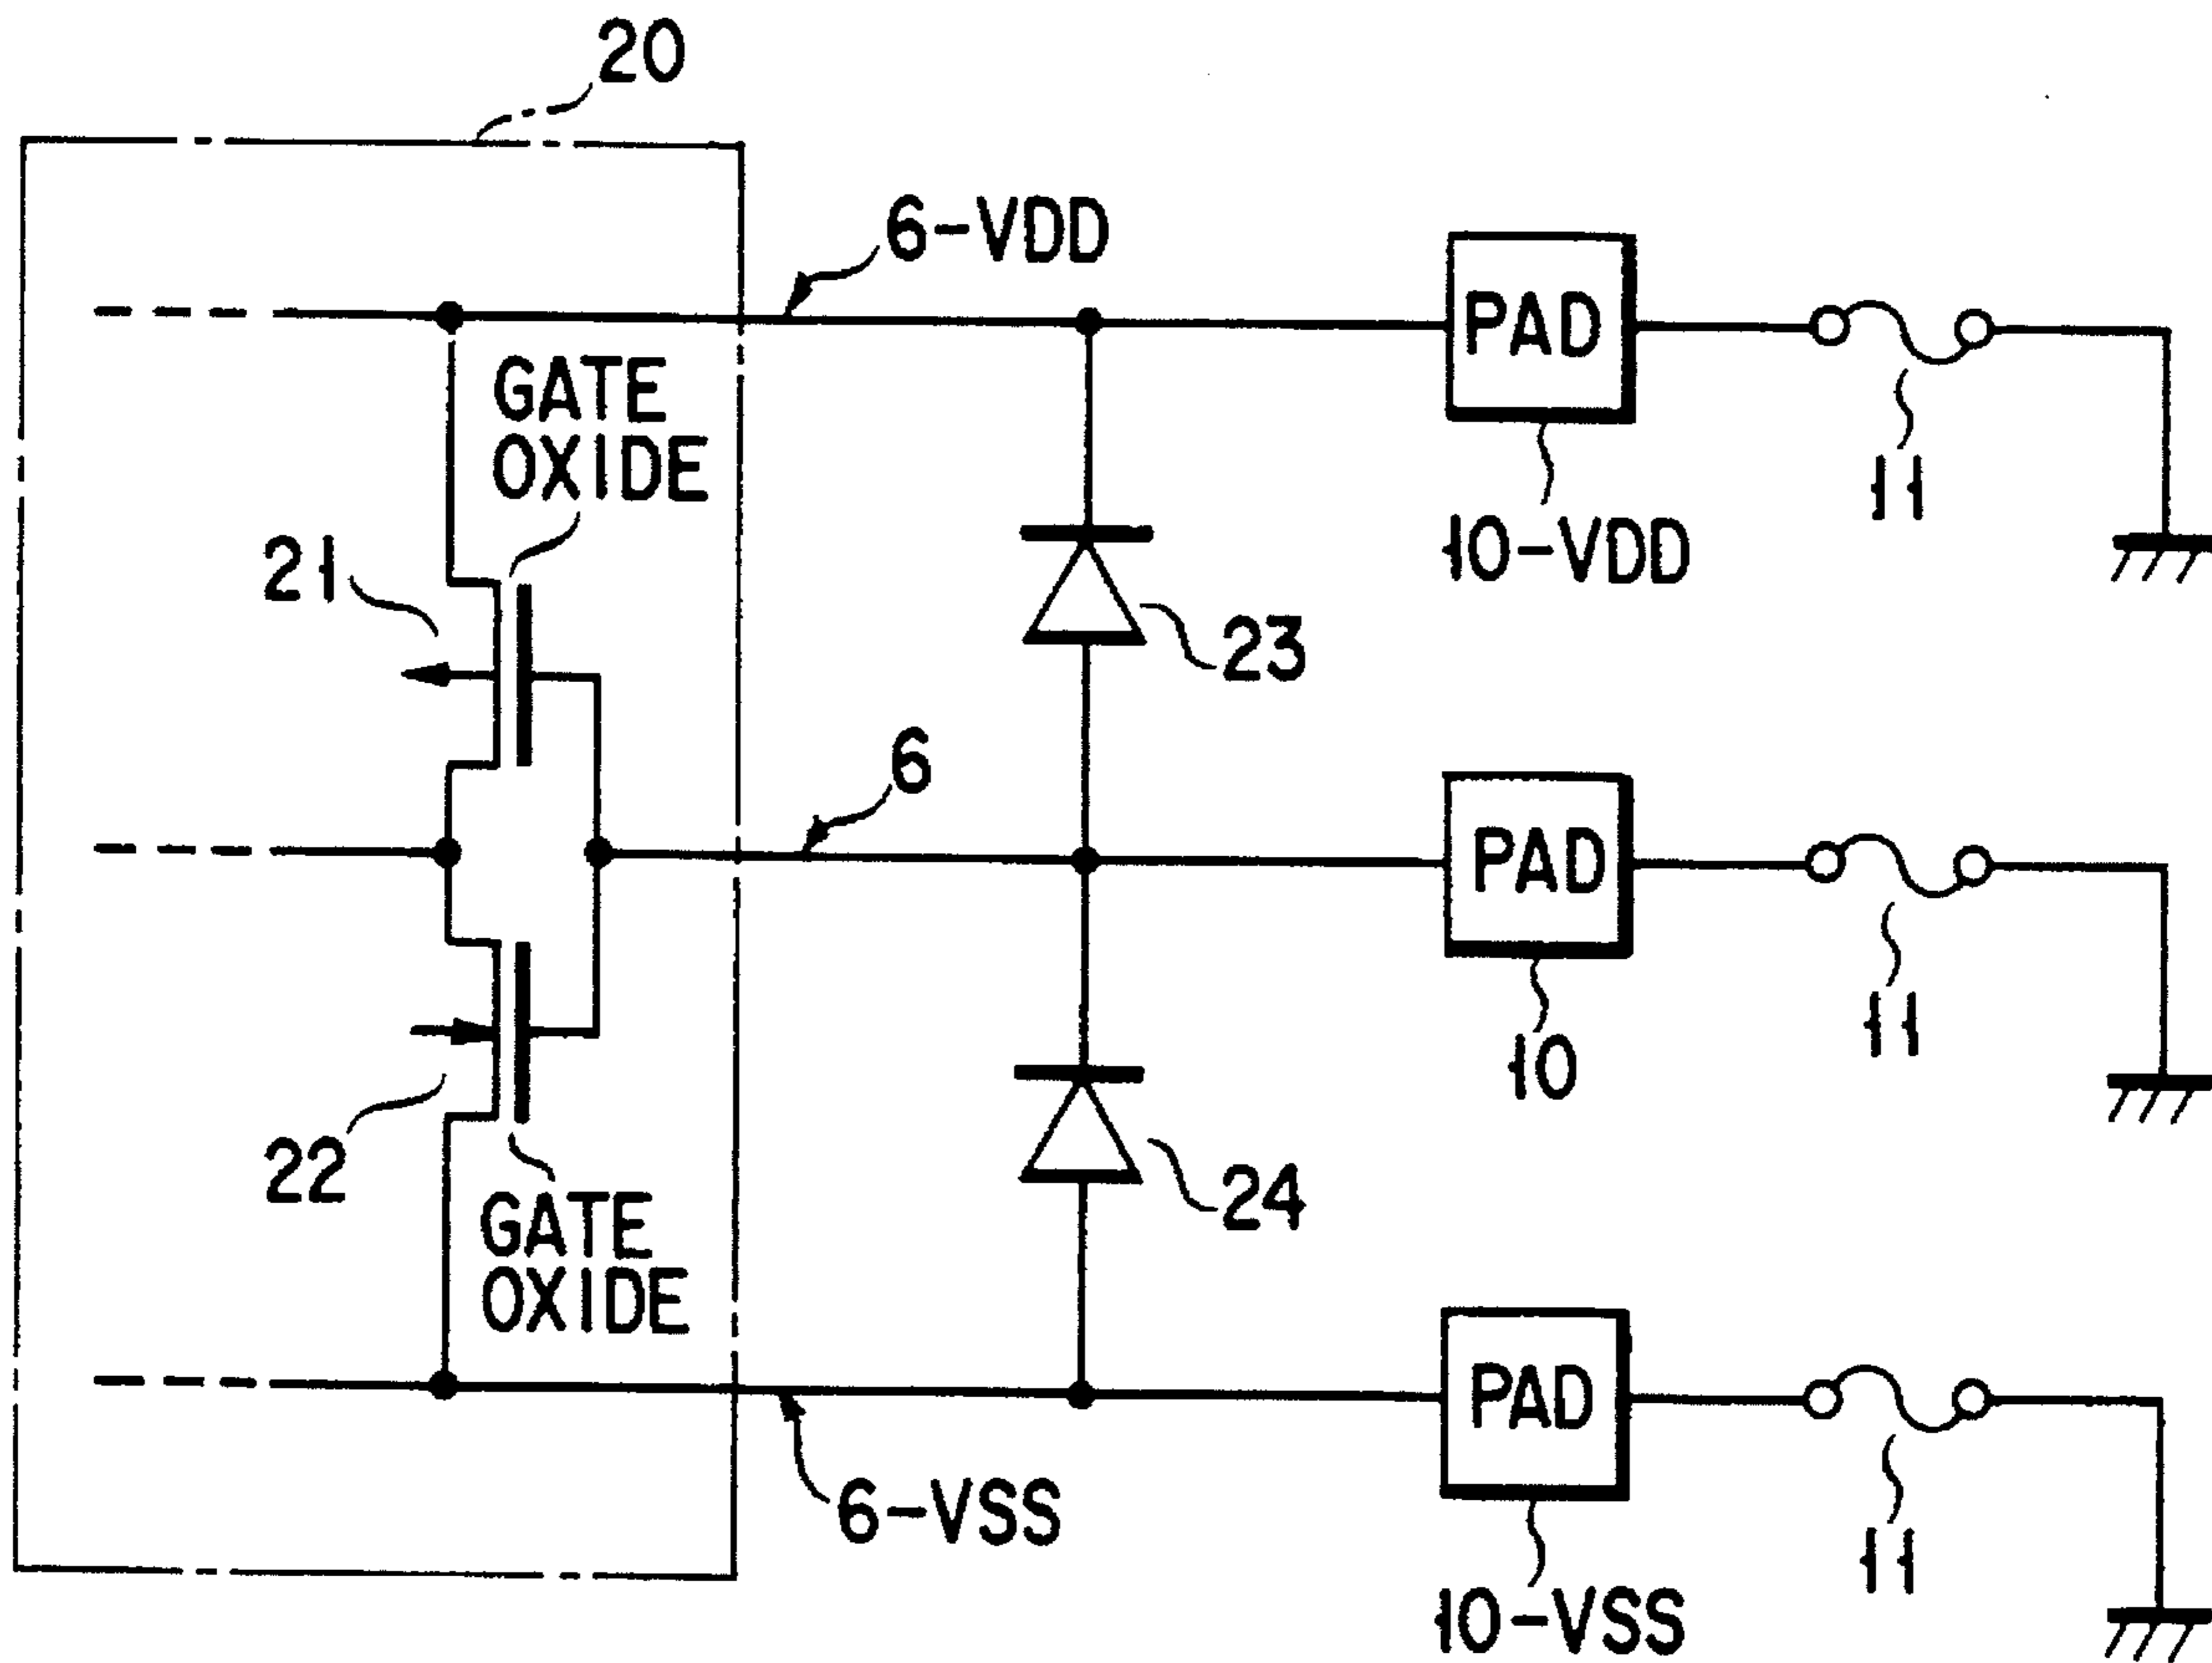 20
6-VDD
PAD
GATE
OXIDE
11
10-VDD
21
23
6
PAD
11
10
22
24
GATE
OXIDE
PAD
6-VSS
11
10-VSS